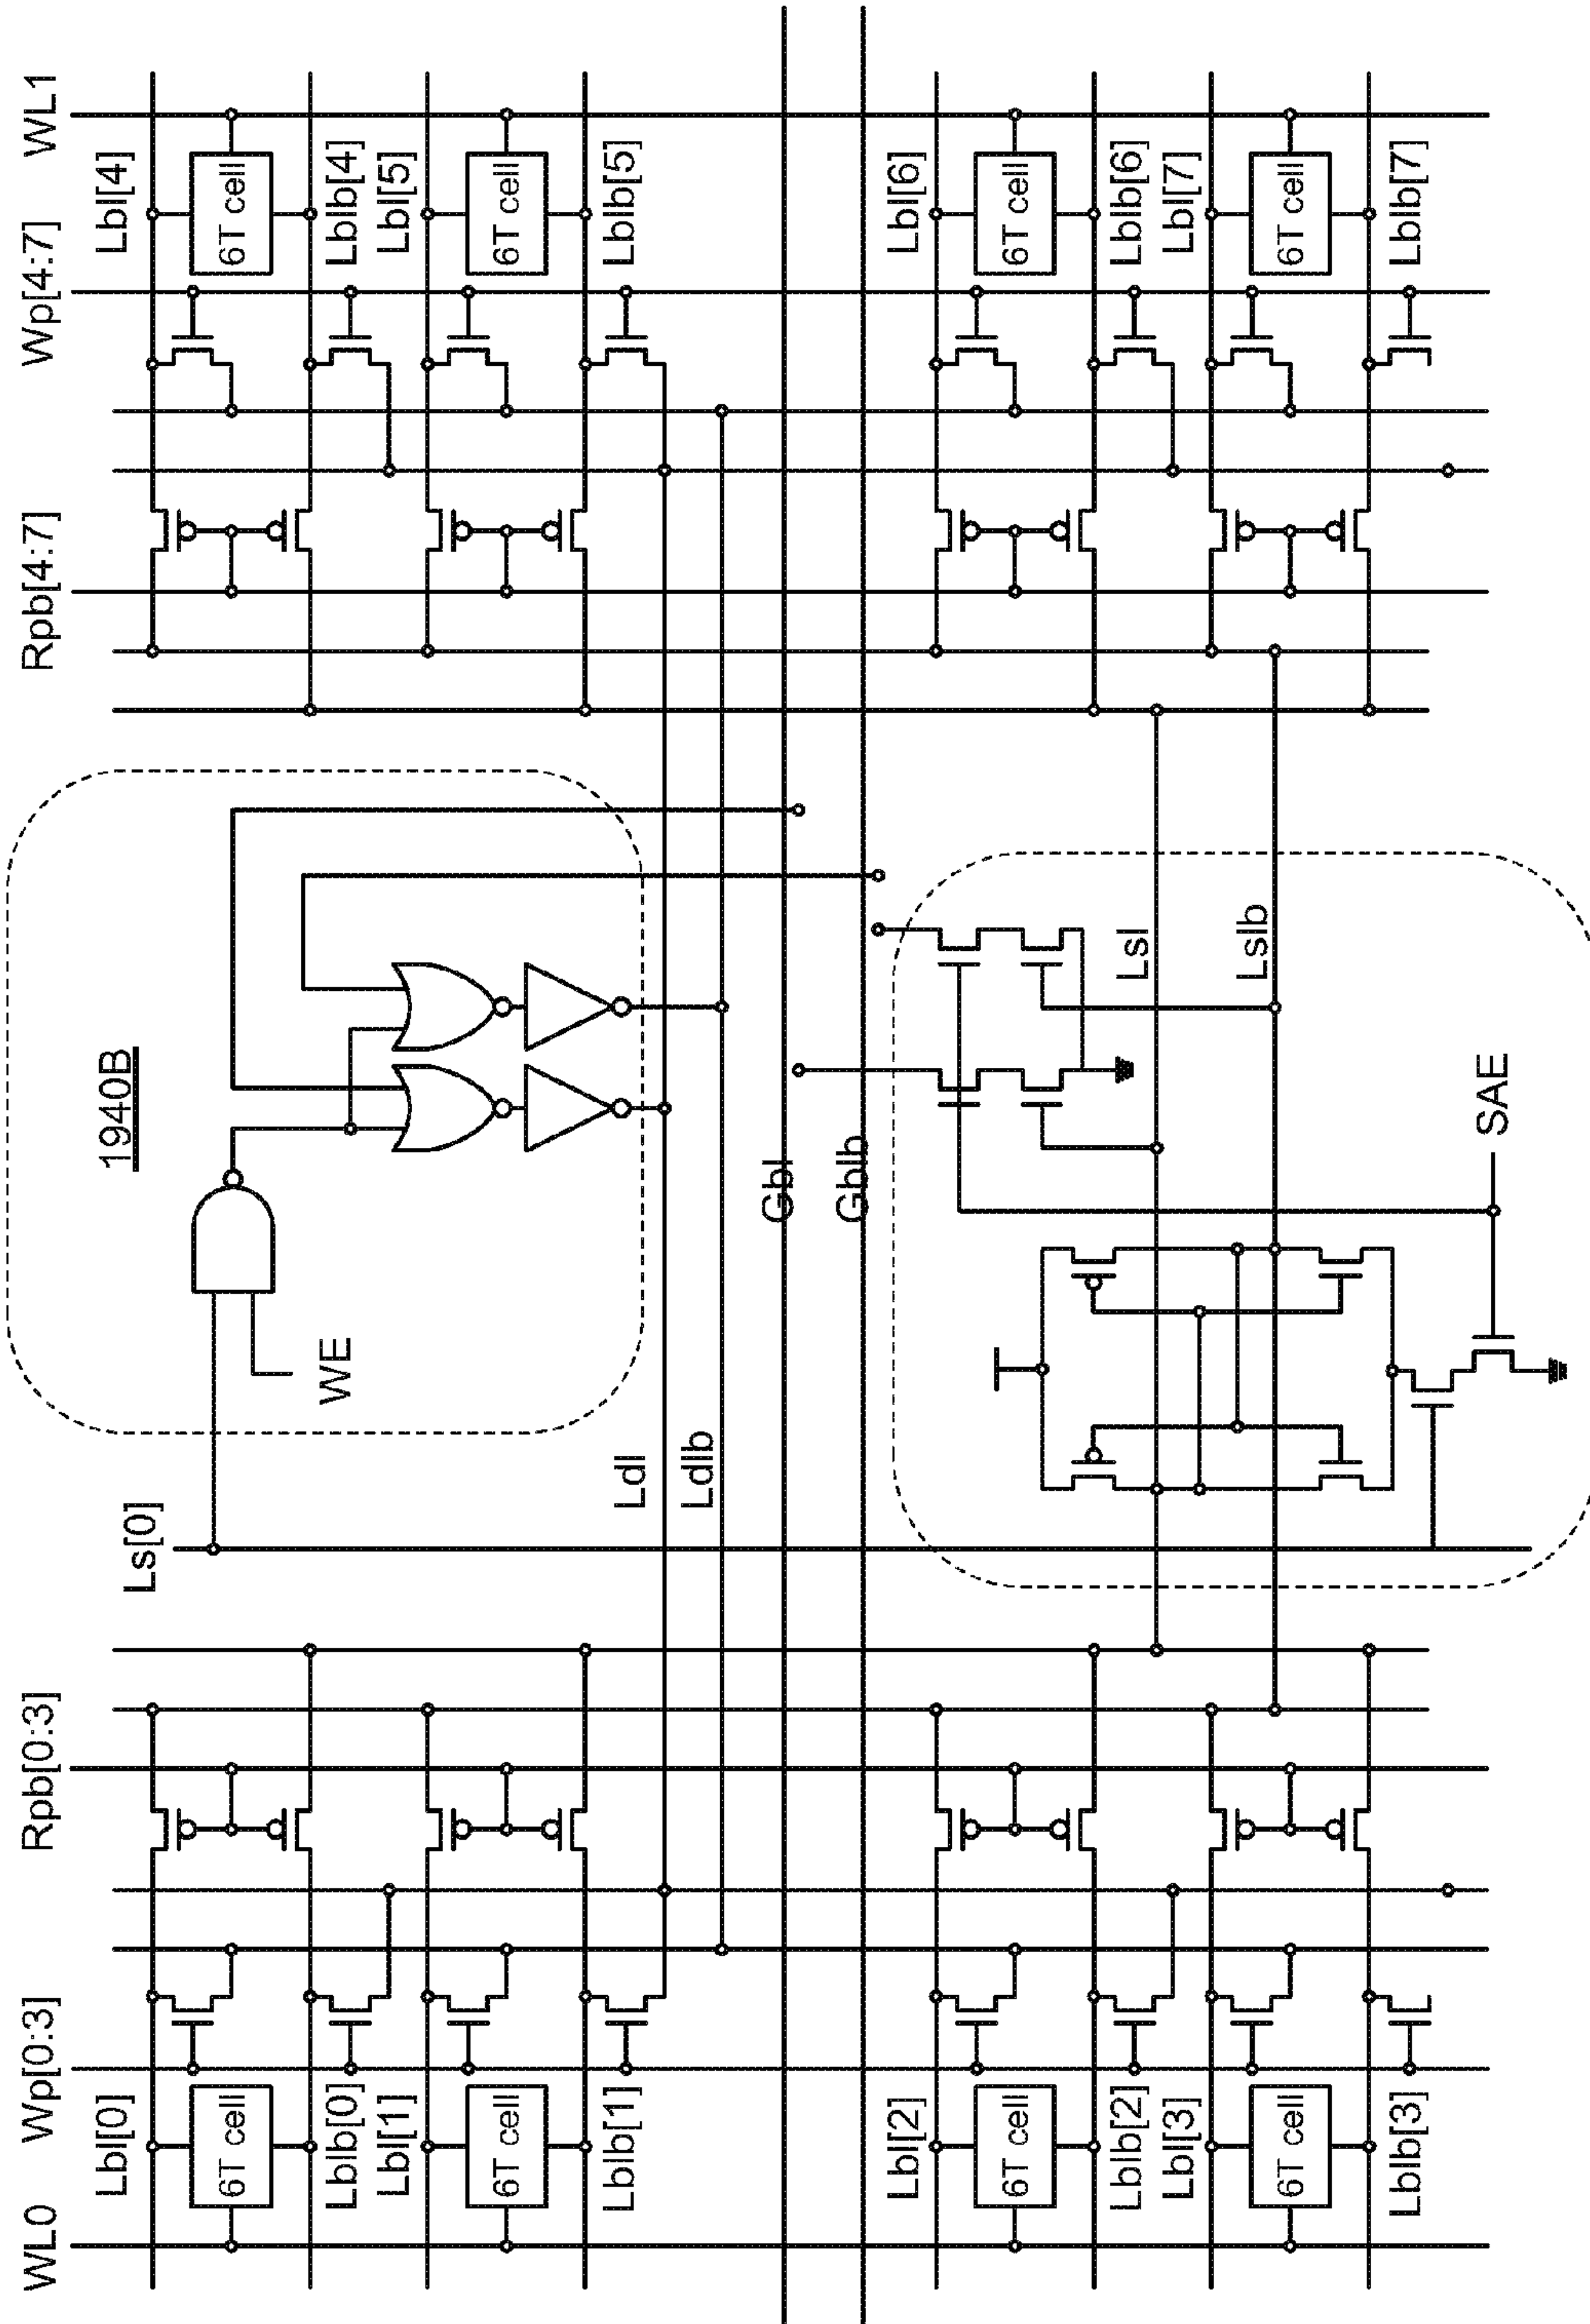 WL0 Wp[0:3] Rpb[0:3] Ls[0] Rpb[4:7] Wp[4:7] WL1
Lbl[0]
6T cell
Lblb[0]
Lbl[1]
6T cell
Lblb[1]
Lbl[2]
6T cell
Lblb[2]
Lbl[3]
6T cell
Lblb[3]
WE
1940B
Ldl
Ldlb
Gbl
Gblb
Lsl
Lslb
SAE
Lbl[4]
6T cell
Lblb[4]
Lbl[5]
6T cell
Lblb[5]
Lbl[6]
6T cell
Lblb[6]
Lbl[7]
6T cell
Lblb[7]